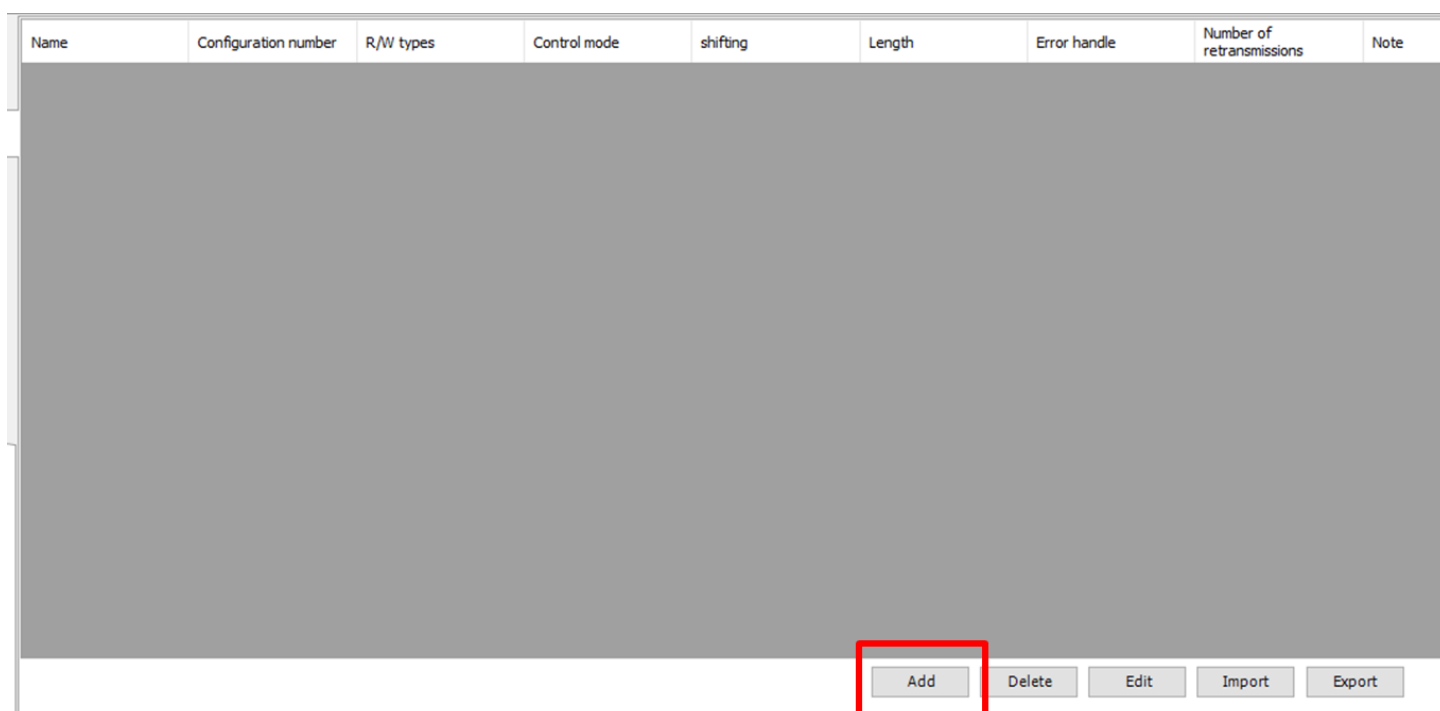 Name Configuration number R/W types Control mode shifting Length Error handle Number of retransmissions Note
Add Delete Edit Import Export